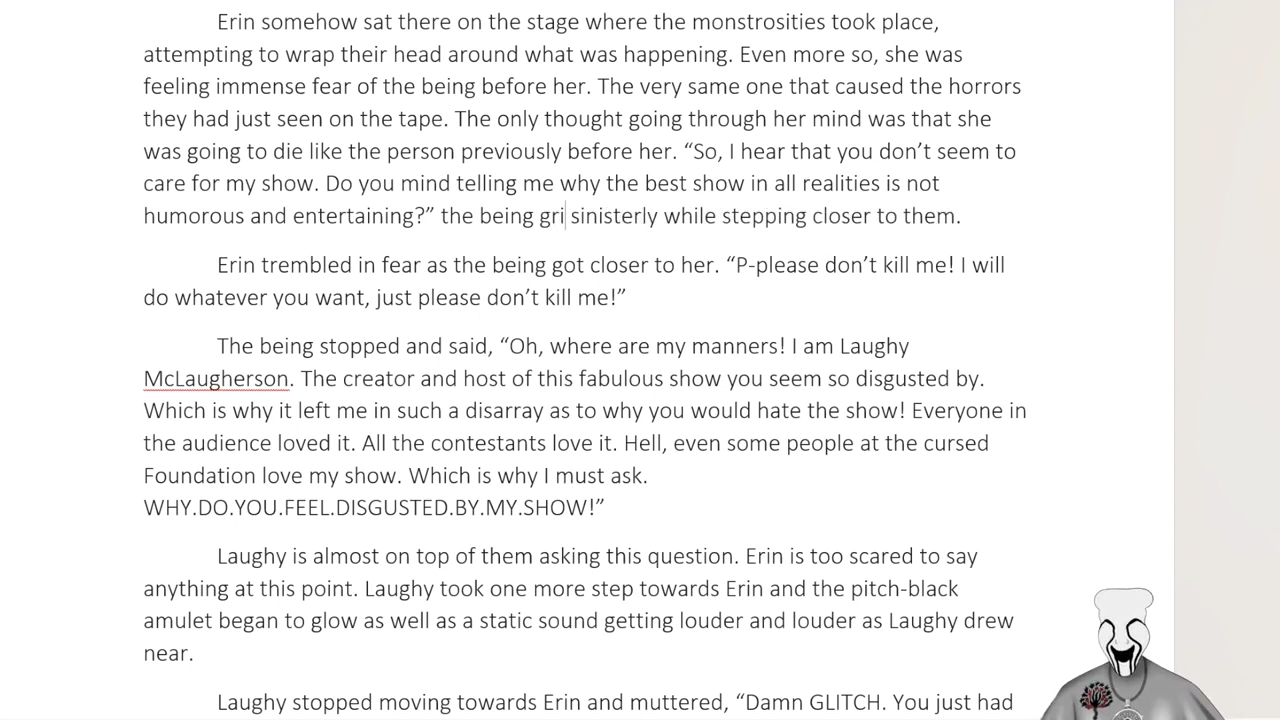 Erin somehow sat there on the stage where the monstrosities took place,
attempting to wrap their head around what was happening. Even more so, she was
feeling immense fear of the being before her. The very same one that caused the horrors
they had just seen on the tape. The only thought going through her mind was that she
was going to die like the person previously before her. “So, I hear that you don’t seem to
care for my show. Do you mind telling me why the best show in all realities is not
humorous and entertaining?” the being gri sinisterly while stepping closer to them.
Erin trembled in fear as the being got closer to her. “P-please don’t kill me! I will
do whatever you want, just please don’t kill me!”
The being stopped and said, “Oh, where are my manners! I am Laughy
McLaugherson. The creator and host of this fabulous show you seem so disgusted by.
Which is why it left me in such a disarray as to why you would hate the show! Everyone in
the audience loved it. All the contestants love it. Hell, even some people at the cursed
Foundation love my show. Which is why I must ask.
WHY.DO.YOU.FEEL.DISGUSTED.BY.MY.SHOW!”
Laughy is almost on top of them asking this question. Erin is too scared to say
anything at this point. Laughy took one more step towards Erin and the pitch-black
amulet began to glow as well as a static sound getting louder and louder as Laughy drew
near.
Laughy stopped moving towards Erin and muttered, “Damn GLITCH. You just had